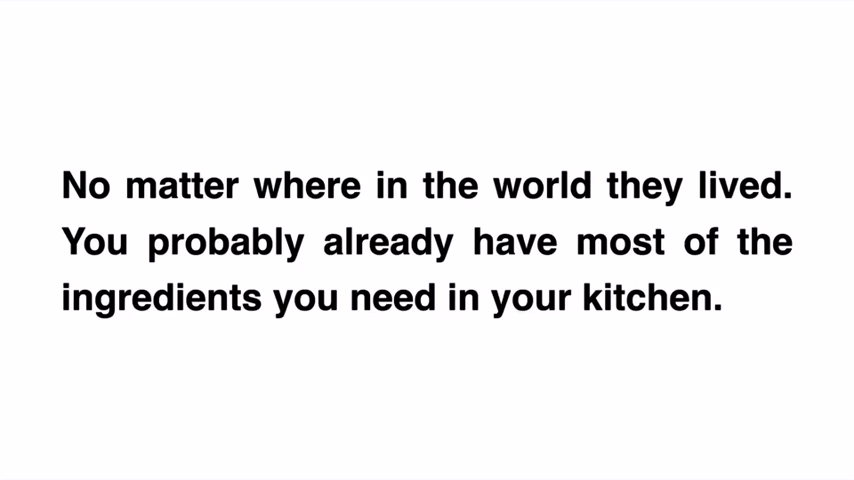 No matter where in the world they lived.
You probably already have most of the
ingredients you need in your kitchen.